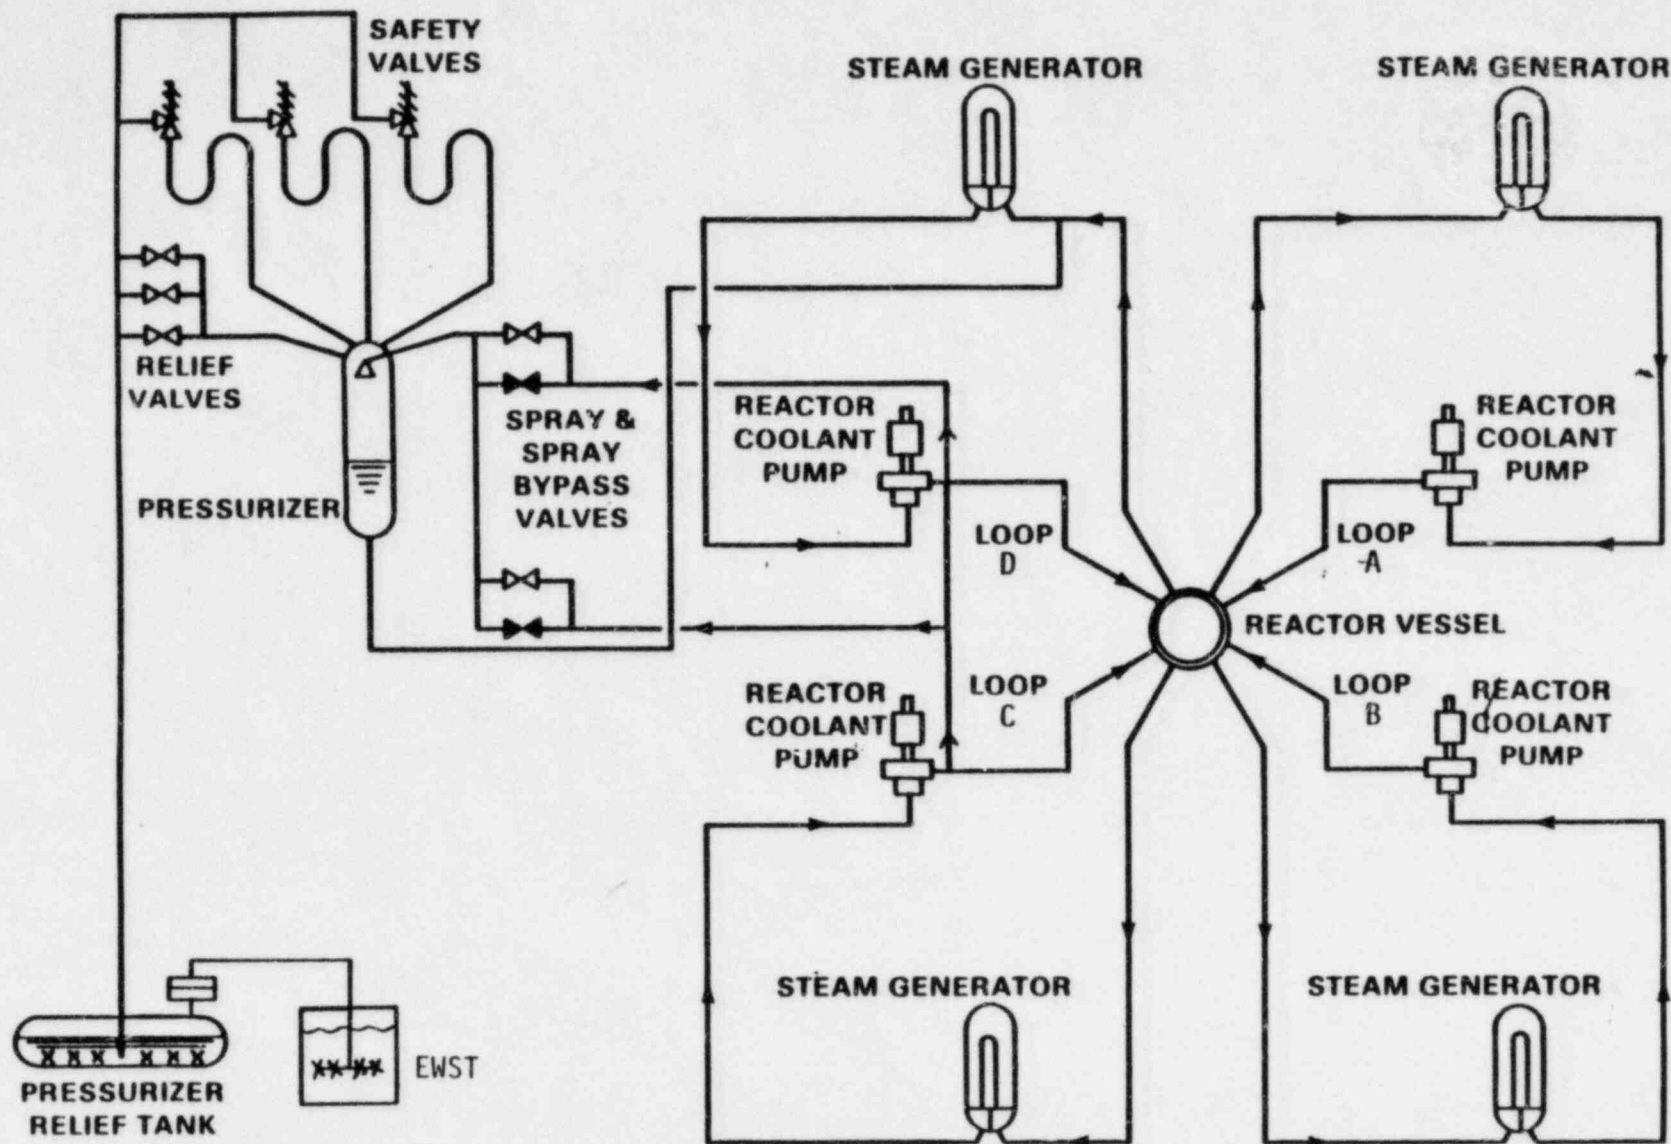 SAFETY
VALVES
STEAM GENERATOR
STEAM GENERATOR
RELIEF
VALVES
SPRAY &
SPRAY
BYPASS
VALVES
PRESSURIZER
REACTOR
COOLANT
PUMP
REACTOR
COOLANT
PUMP
LOOP
D
LOOP
A
REACTOR VESSEL
REACTOR
COOLANT
PUMP
LOOP
C
LOOP
B
REACTOR
COOLANT
PUMP
STEAM GENERATOR
STEAM GENERATOR
EWST
PRESSURIZER
RELIEF TANK